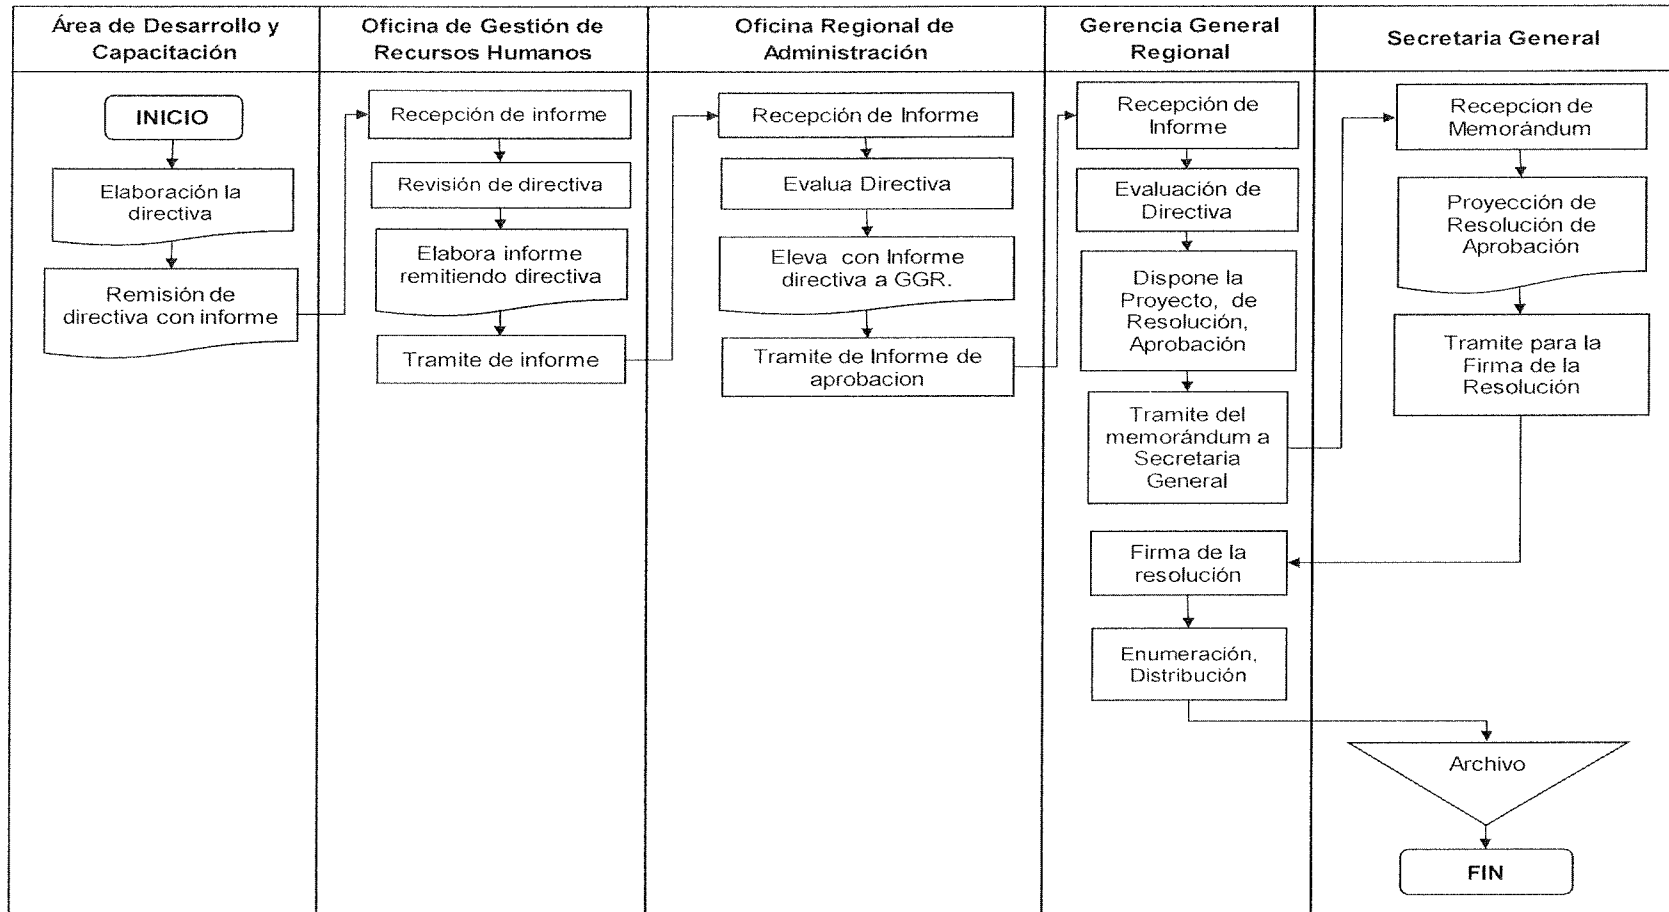 Área de Desarrollo y
Capacitación
Oficina de Gestión de
Recursos Humanos
Oficina Regional de
Administración
Gerencia General
Regional
Secretaria General
INICIO
Elaboración la
directiva
Remisión de
directiva con informe
Recepción de informe
Revisión de directiva
Elabora informe
remitiendo directiva
Tramite de informe
Recepción de Informe
Evalua Directiva
Eleva con Informe
directiva a GGR.
Tramite de Informe de
aprobacion
Recepción de
Informe
Evaluación de
Directiva
Dispone la
Proyecto, de
Resolución,
Aprobación
Tramite del
memorándum a
Secretaria
General
Recepcion de
Memorándum
Proyección de
Resolución de
Aprobación
Tramite para la
Firma de la
Resolución
Firma de la
resolución
Enumeración,
Distribución
Archivo
FIN